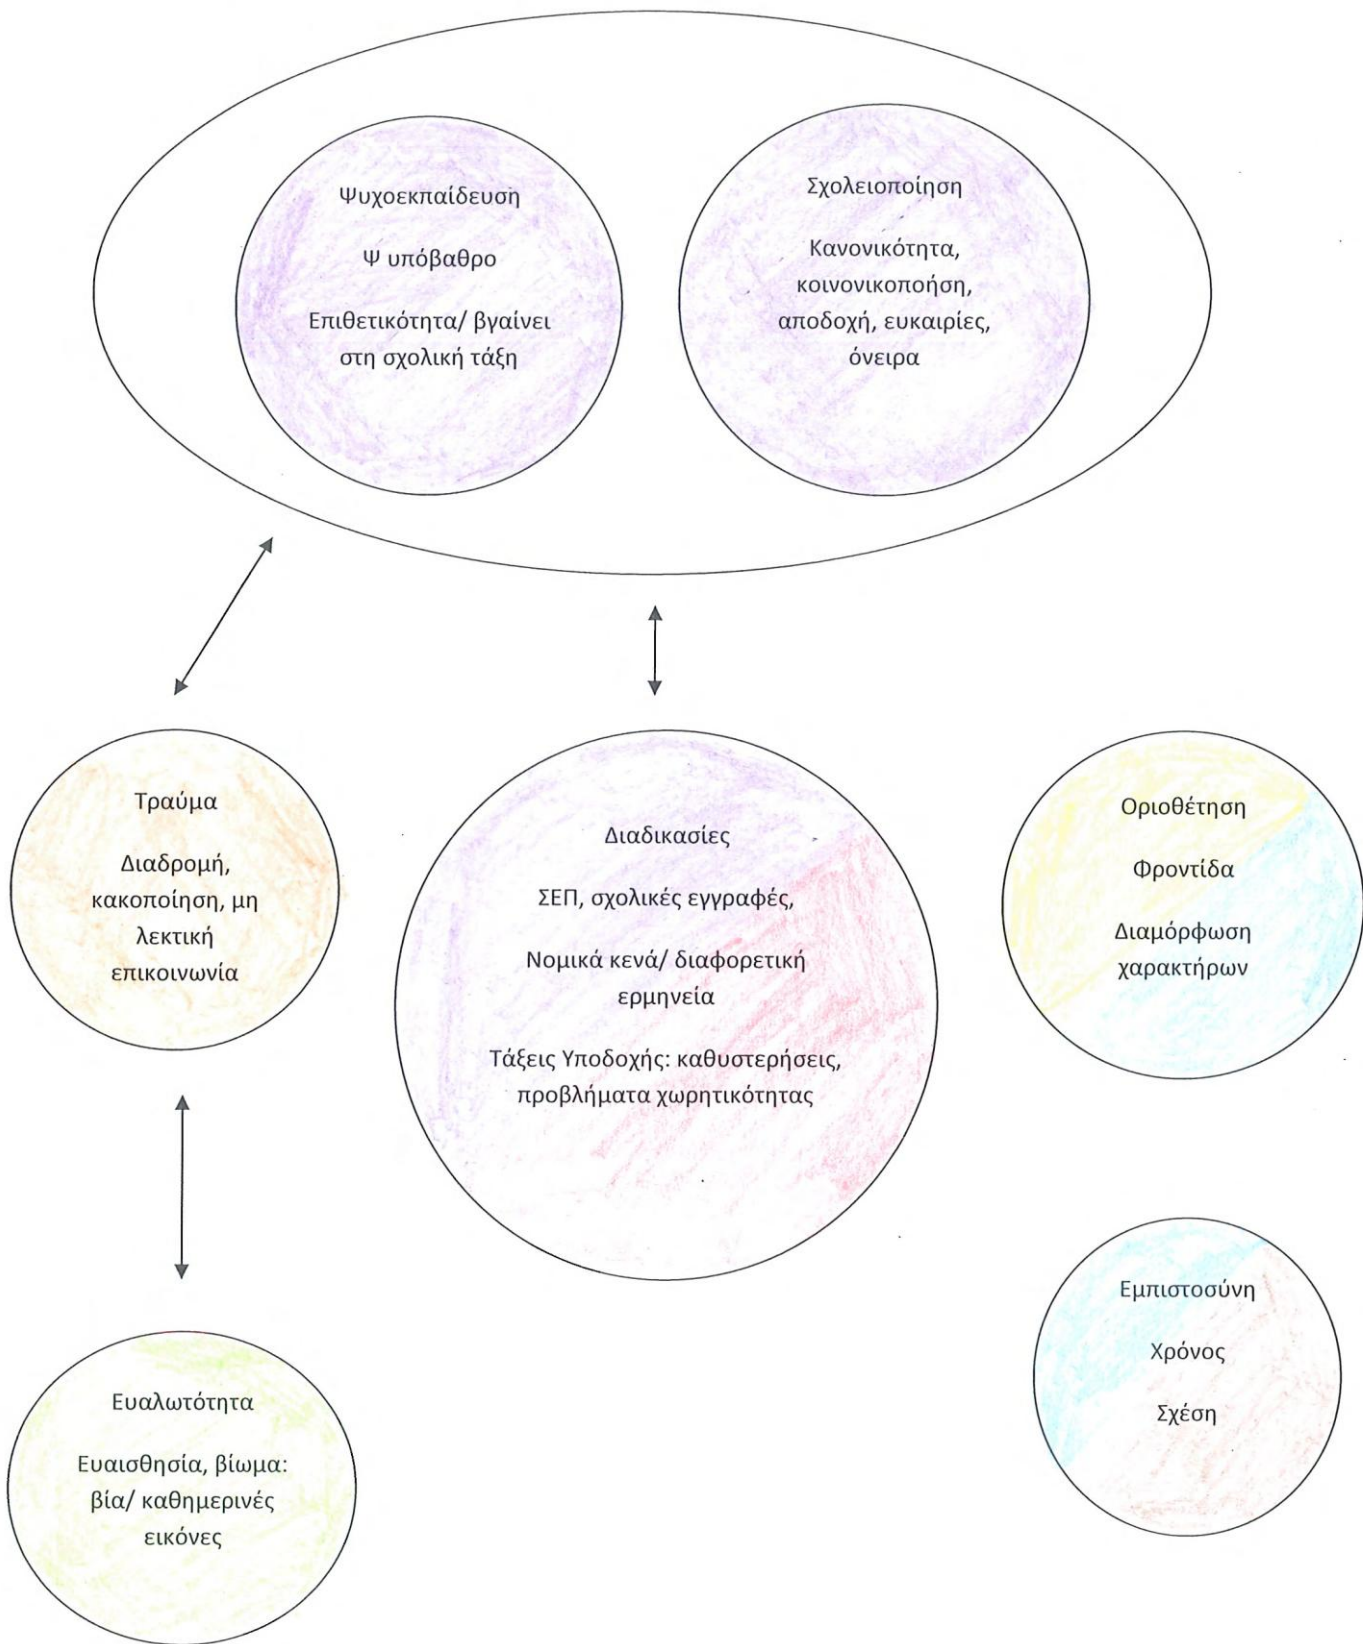 Ψυχοεκπαίδευση
Ψ υπόβαθρο
Επιθετικότητα/ βγαίνει
στη σχολική τάξη
Σχολειοποίηση
Κανονικότητα,
κοινονικοποιήση,
αποδοχή, ευκαιρίες,
όνειρα
Τραύμα
Διαδρομή,
κακοποίηση, μη
λεκτική
επικοινωνία
Διαδικασίες
ΣΕΠ, σχολικές εγγραφές,
Νομικά κενά/ διαφορετική
ερμηνεία
Τάξεις Υποδοχής: καθυστερήσεις,
προβλήματα χωρητικότητας
Οριοθέτηση
Φροντίδα
Διαμόρφωση
χαρακτήρων
Ευαλωτότητα
Ευαισθησία, βίωμα:
βία/ καθημερινές
εικόνες
Εμπιστοσύνη
Χρόνος
Σχέση